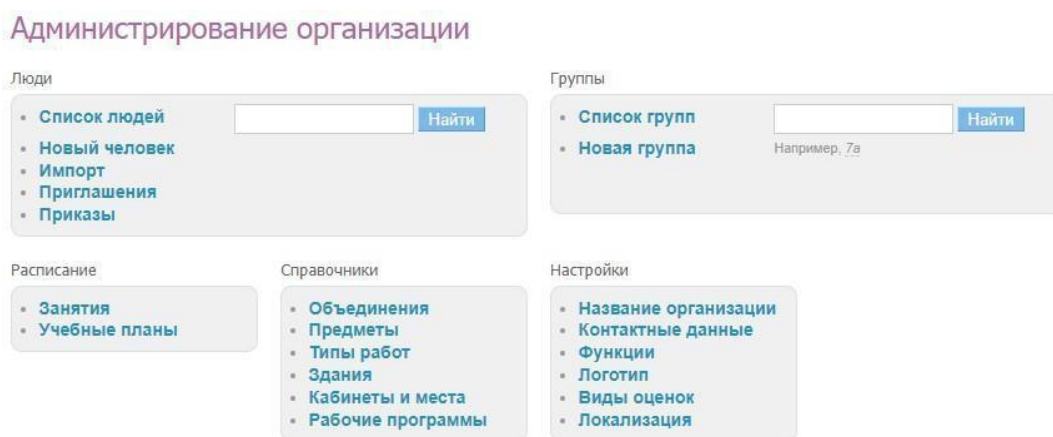 Администрирование организации
Люди
Список людей
Найти
Новый человек
Импорт
Приглашения
Приказы
Группы
Список групп
Найти
Новая группа
Например, 7а
Расписание
Занятия
Учебные планы
Справочники
Объединения
Предметы
Типы работ
Здания
Кабинеты и места
Рабочие программы
Настройки
Название организации
Контактные данные
Функции
Логотип
Виды оценок
Локализация